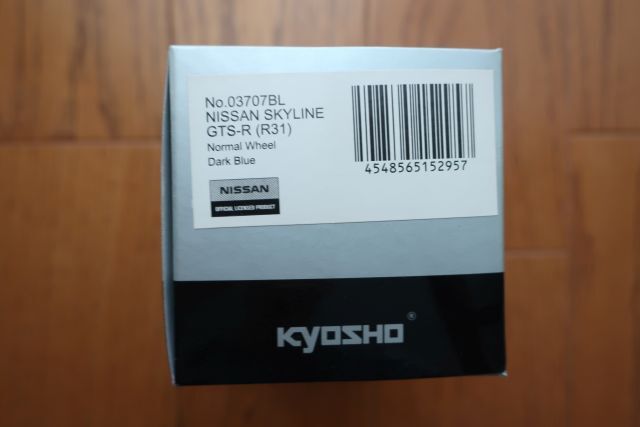 No.03707BL
NISSAN SKYLINE
GTS-R (R31)
Normal Wheel
Dark Blue
4548565152957
NISSAN
OFFICIAL LICENSED PRODUCT
KYOSHO®